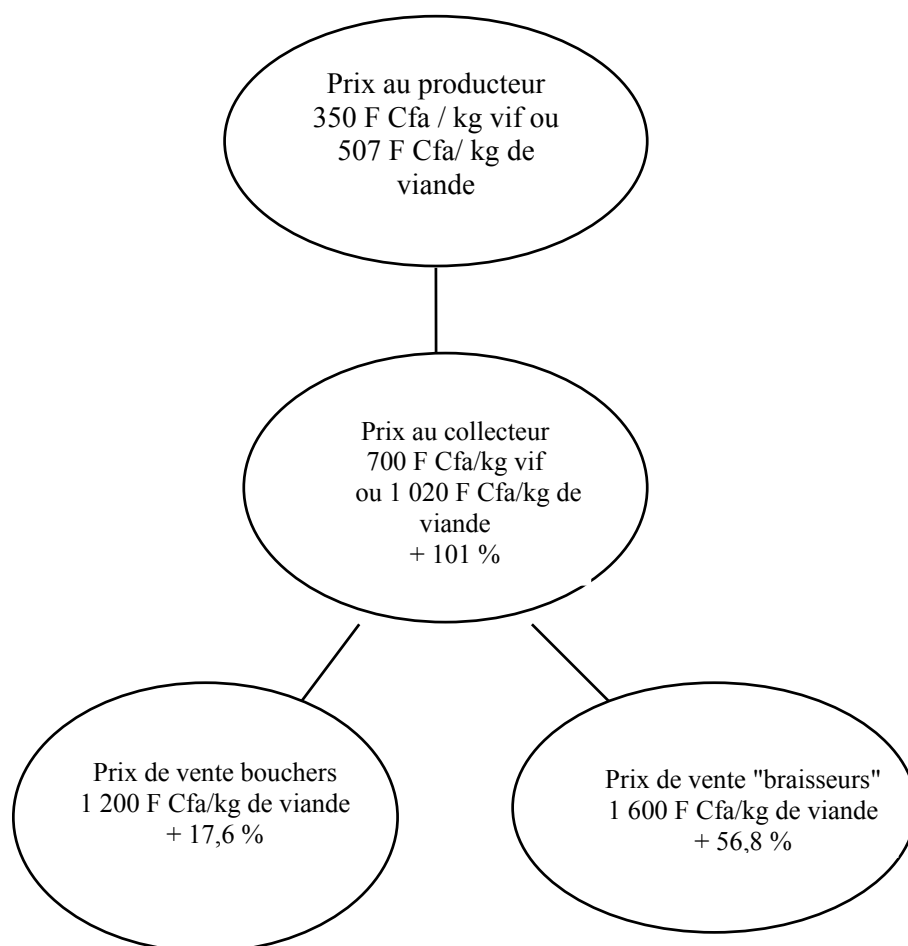 Prix au producteur
350 F Cfa / kg vif ou
507 F Cfa/ kg de
viande
Prix au collecteur
700 F Cfa/kg vif
ou 1 020 F Cfa/kg de
viande
+ 101 %
Prix de vente bouchers
1 200 F Cfa/kg de viande
+ 17,6 %
Prix de vente "braisseurs"
1 600 F Cfa/kg de viande
+ 56,8 %